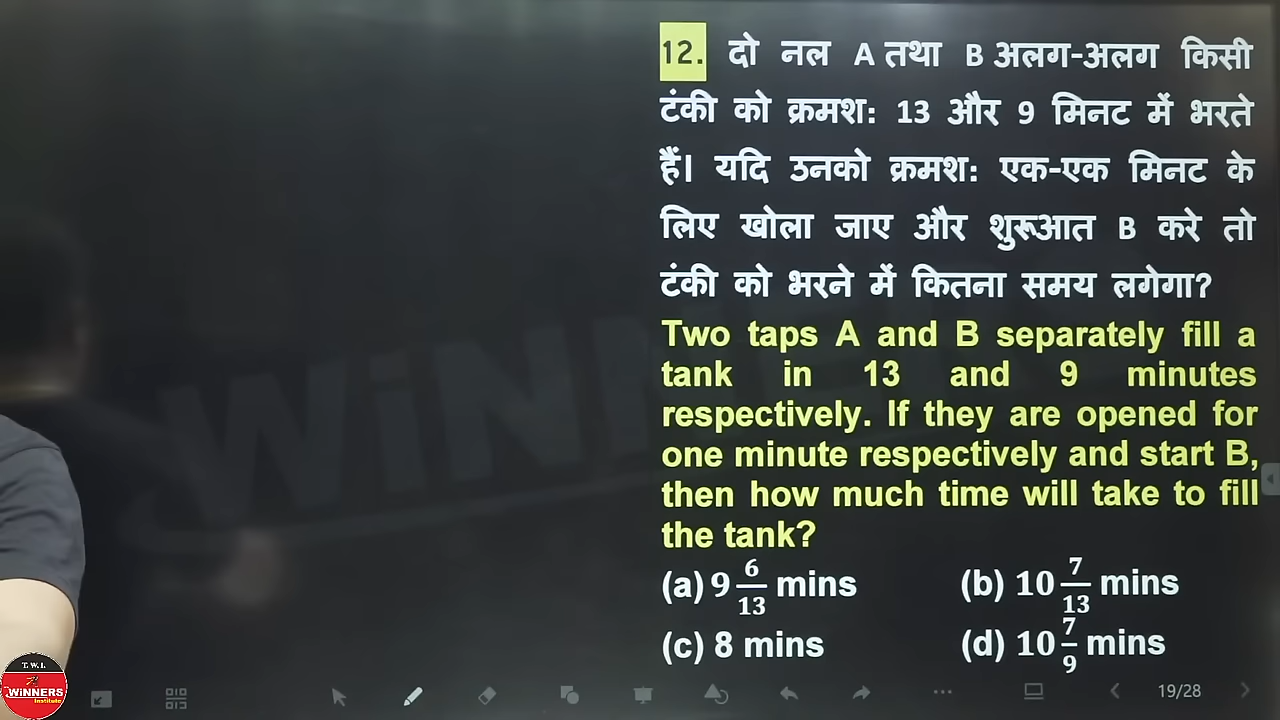 12. दो नल A तथा B अलग-अलग किसी
टंकी को क्रमश: 13 और 9 मिनट में भरते
हैं। यदि उनको क्रमश: एक-एक मिनट के
लिए खोला जाए और शुरूआत B करे तो
टंकी को भरने में कितना समय लगेगा?
Two taps A and B separately fill a
tank in 13 and 9 minutes
respectively. If they are opened for
one minute respectively and start B,
then how much time will take to fill
the tank?
(a) 9 6/13 mins (b) 10 7/13 mins
(c) 8 mins (d) 10 7/9 mins
19/28
T.W.I.
WINNERS
Institute